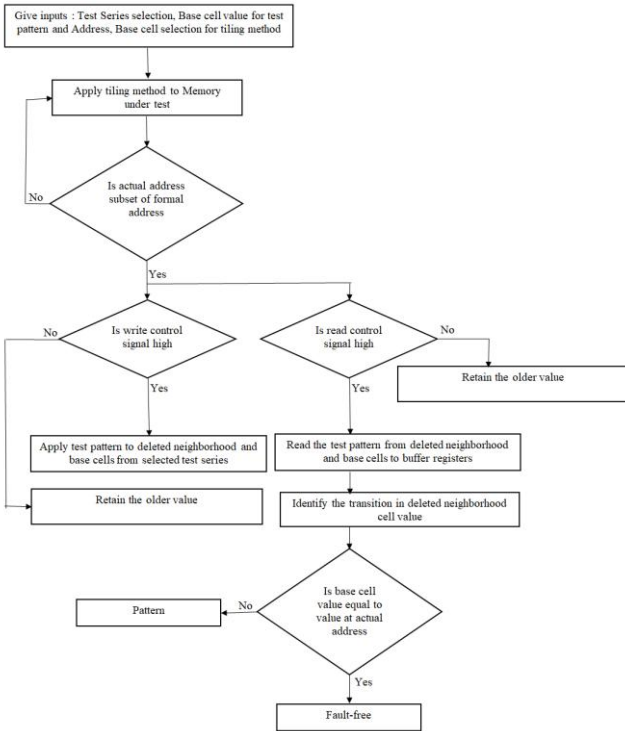 Give inputs : Test Series selection, Base cell value for test
pattern and Address, Base cell selection for tiling method
Apply tiling method to Memory
under test
Is actual address
subset of formal
address
No
Yes
Is write control
signal high
No
Yes
Is read control
signal high
No
Yes
Retain the older value
Apply test pattern to deleted neighborhood and
base cells from selected test series
Read the test pattern from deleted neighborhood
and base cells to buffer registers
Retain the older value
Identify the transition in deleted neighborhood
cell value
Is base cell
value equal to
value at actual
address
No
Pattern
Yes
Fault-free